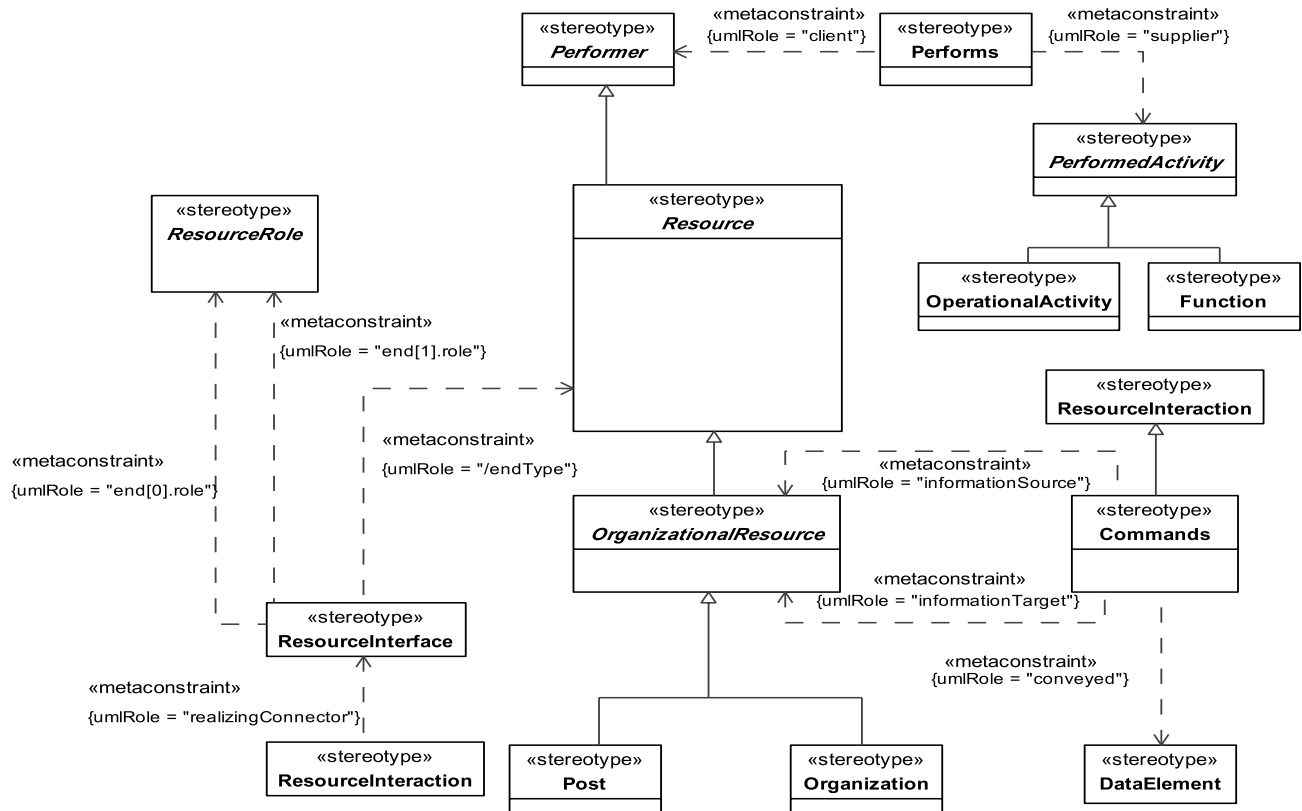 «stereotype»
Performer
«metaconstraint»
{umlRole = "client"}
«stereotype»
Performs
«metaconstraint»
{umlRole = "supplier"}
«stereotype»
PerformedActivity
«stereotype»
ResourceRole
«stereotype»
Resource
«stereotype»
OperationalActivity
«stereotype»
Function
«metaconstraint»
{umlRole = "end[1].role"}
«stereotype»
ResourceInteraction
«metaconstraint»
{umlRole = "/endType"}
«metaconstraint»
{umlRole = "end[0].role"}
«metaconstraint»
{umlRole = "informationSource"}
«stereotype»
OrganizationalResource
«stereotype»
Commands
«metaconstraint»
{umlRole = "informationTarget"}
«stereotype»
ResourceInterface
«metaconstraint»
{umlRole = "conveyed"}
«metaconstraint»
{umlRole = "realizingConnector"}
«stereotype»
ResourceInteraction
«stereotype»
Post
«stereotype»
Organization
«stereotype»
DataElement